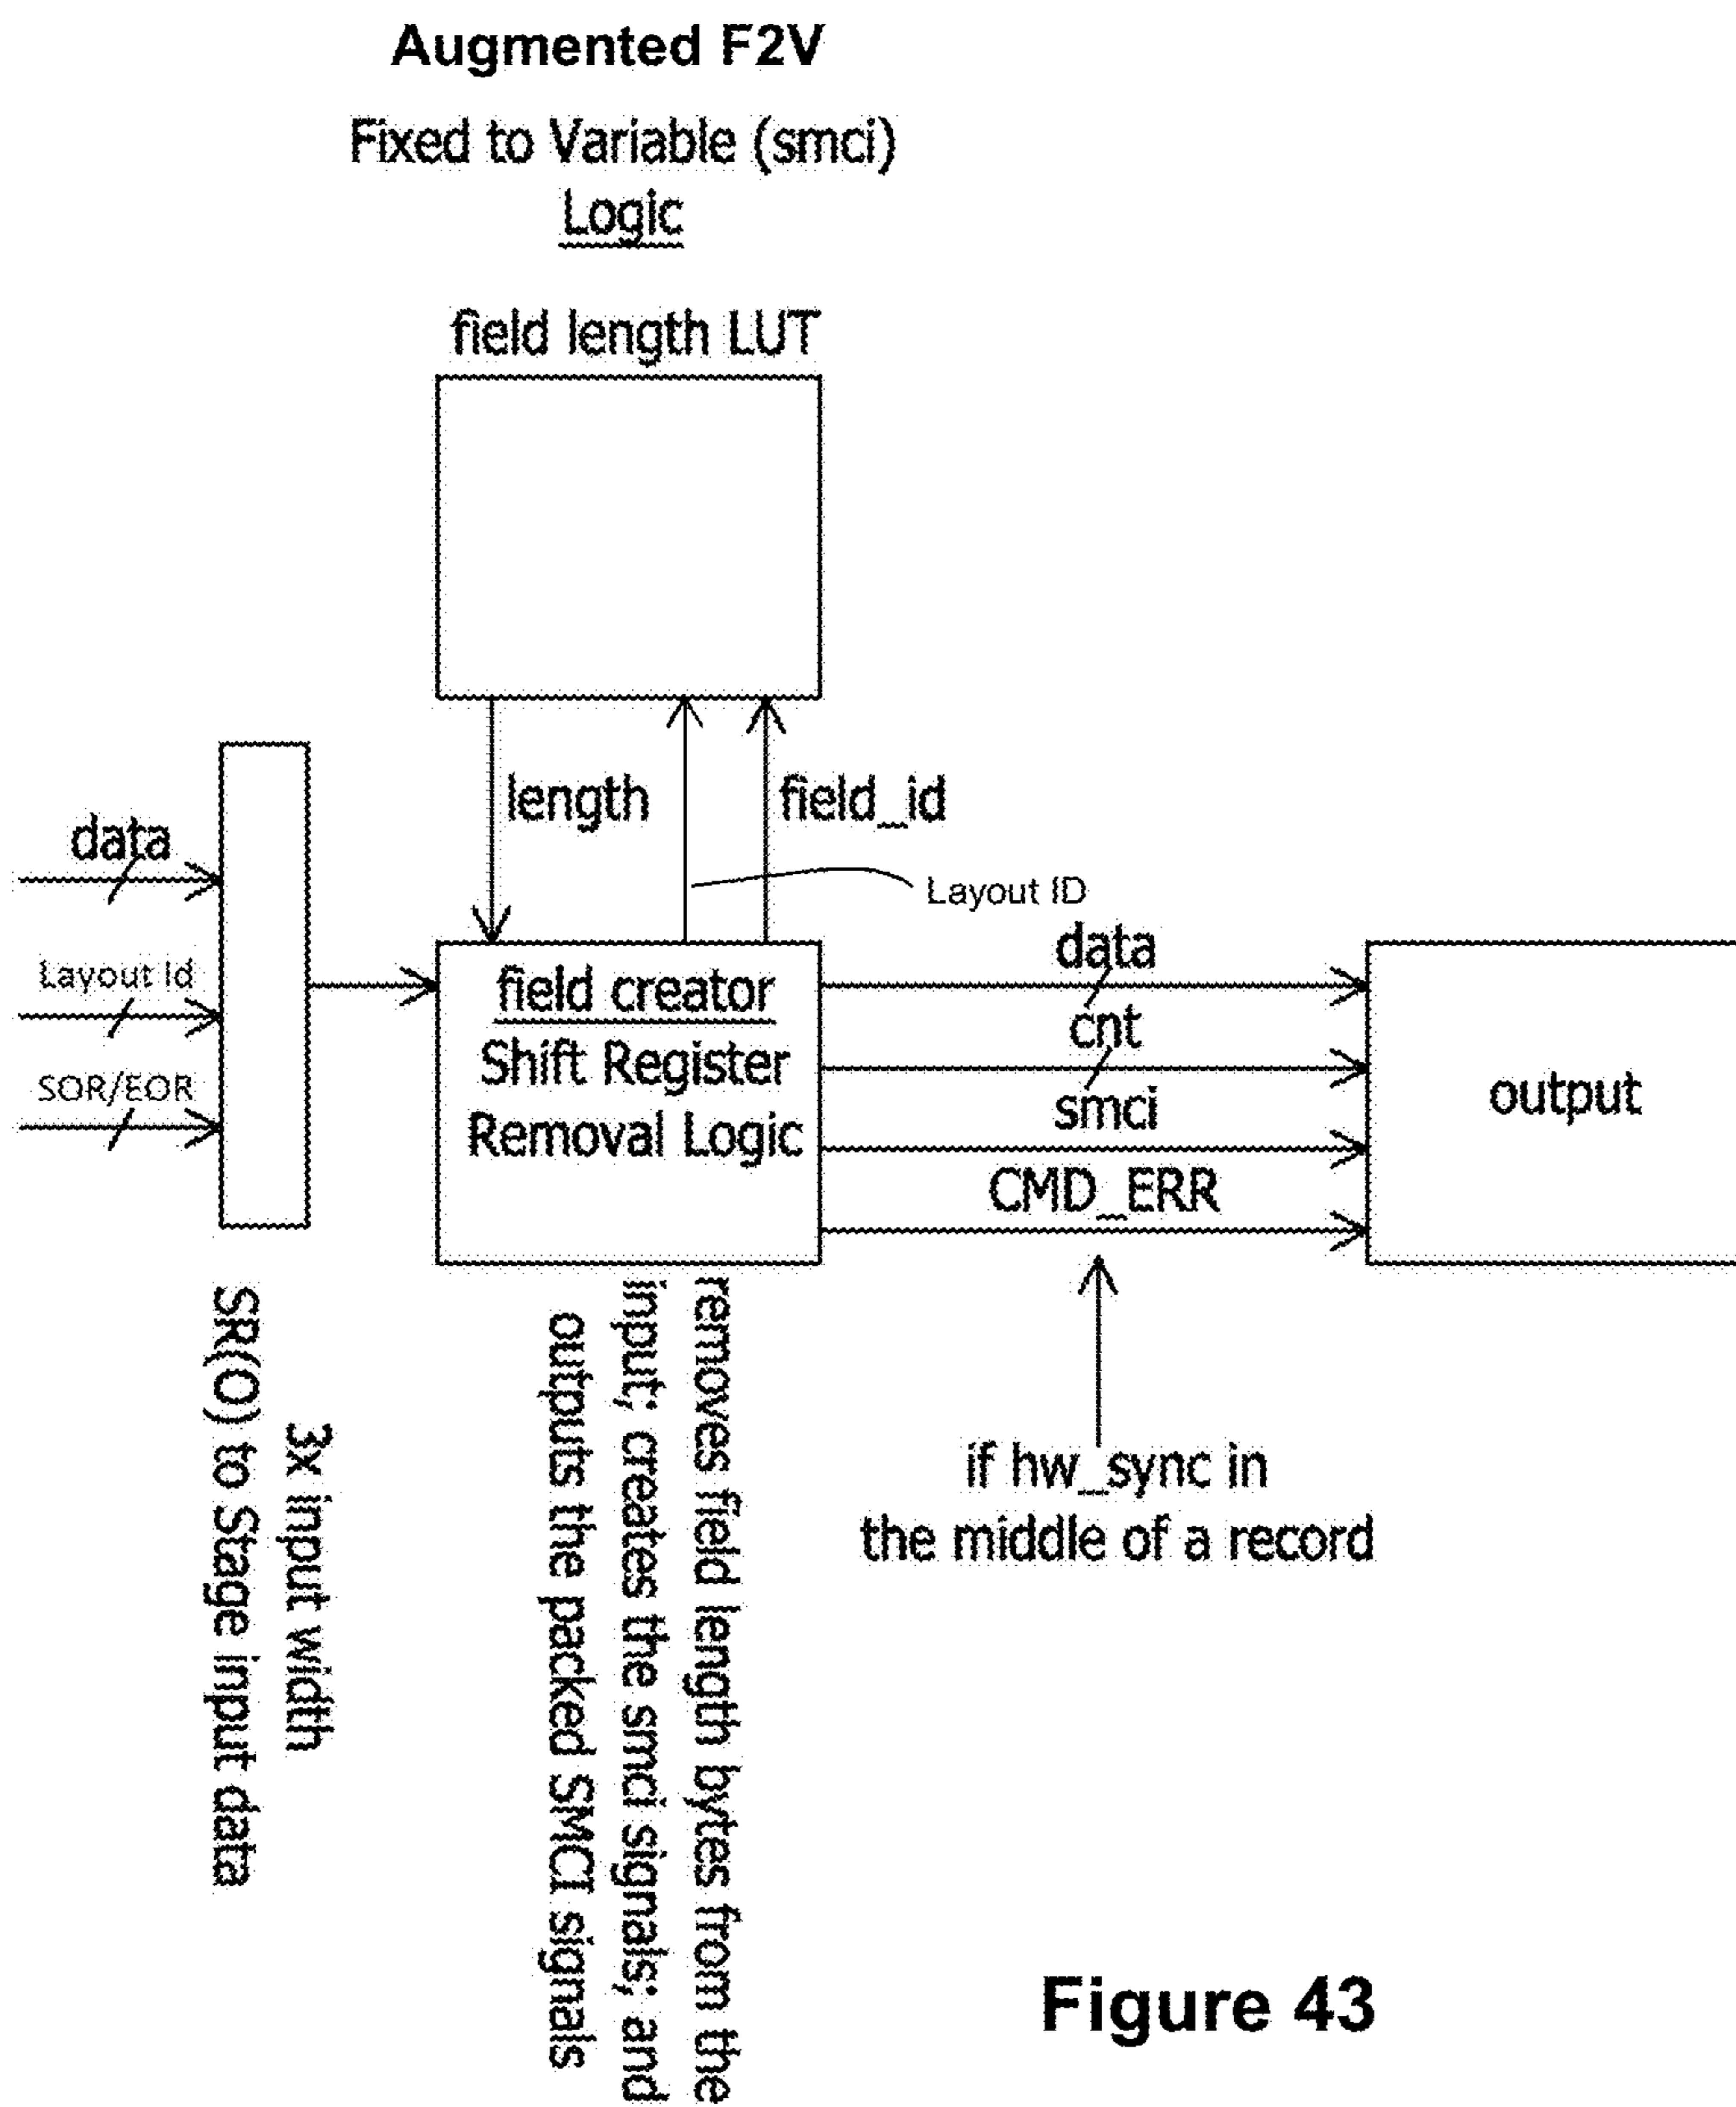 Augmented F2V
Fixed to Variable (smci)
Logic
field length LUT
length
field_id
Layout ID
data
Layout Id
SOR/EOR
field creator
Shift Register
Removal Logic
data
cnt
smci
CMD_ERR
output
if hw_sync in
the middle of a record
3x input width
SR(O)) to Stage input data
removes field length bytes from the
input; creates the smci signals; and
outputs the packed SMCI signals
Figure 43